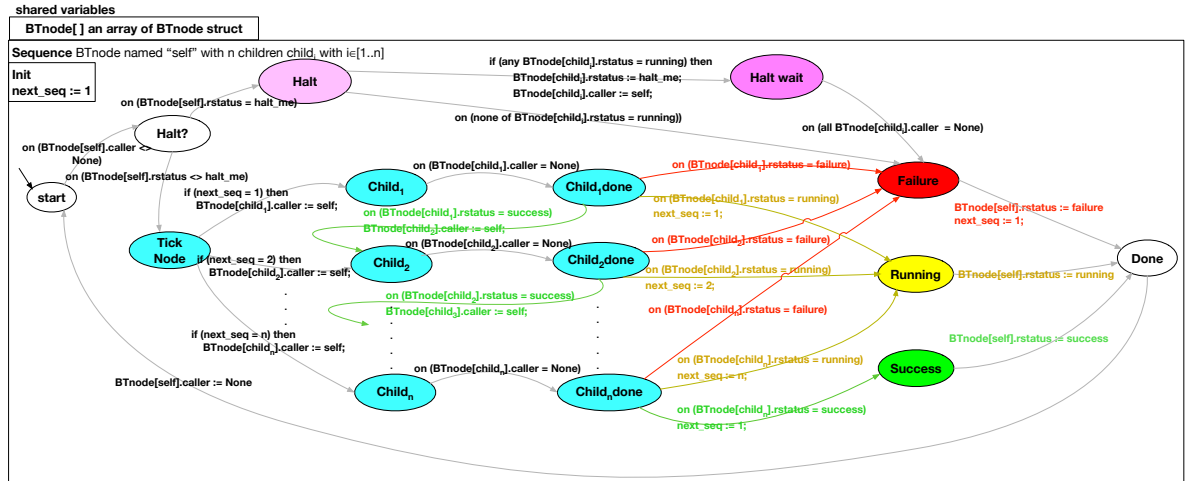 shared variables
BTnode[ ] an array of BTnode struct
Sequence BTnode named “self” with n children childᵢ with i∈[1..n]
Init
next_seq := 1
Halt
if (any BTnode[childᵢ].rstatus = running) then
BTnode[childᵢ].rstatus := halt_me;
BTnode[childᵢ].caller := self;
Halt wait
on (BTnode[self].rstatus = halt_me)
on (none of BTnode[childᵢ].rstatus = running))
on (all BTnode[childᵢ].caller = None)
Halt?
on (BTnode[self].caller <>
None)
on (BTnode[self].rstatus <> halt_me)
start
if (next_seq = 1) then
BTnode[child₁].caller := self;
Child₁
on (BTnode[child₁].caller = None)
Child₁done
on (BTnode[child₁].rstatus = failure)
Failure
on (BTnode[child₁].rstatus = running)
next_seq := 1;
BTnode[self].rstatus := failure
next_seq := 1;
on (BTnode[child₁].rstatus = success)
BTnode[child₂].caller := self;
Tick
Node
if (next_seq = 2) then
BTnode[child₂].caller := self;
Child₂
on (BTnode[child₂].caller = None)
Child₂done
on (BTnode[child₂].rstatus = failure)
on (BTnode[child₂].rstatus = running)
next_seq := 2;
Running
BTnode[self].rstatus := running
Done
on (BTnode[child₂].rstatus = success)
BTnode[child₃].caller := self;
on (BTnode[childₙ].rstatus = failure)
if (next_seq = n) then
BTnode[childₙ].caller := self;
BTnode[self].rstatus := success
on (BTnode[childₙ].caller = None)
on (BTnode[childₙ].rstatus = running)
next_seq := n;
Success
BTnode[self].caller := None
Childₙ
Childₙdone
on (BTnode[childₙ].rstatus = success)
next_seq := 1;